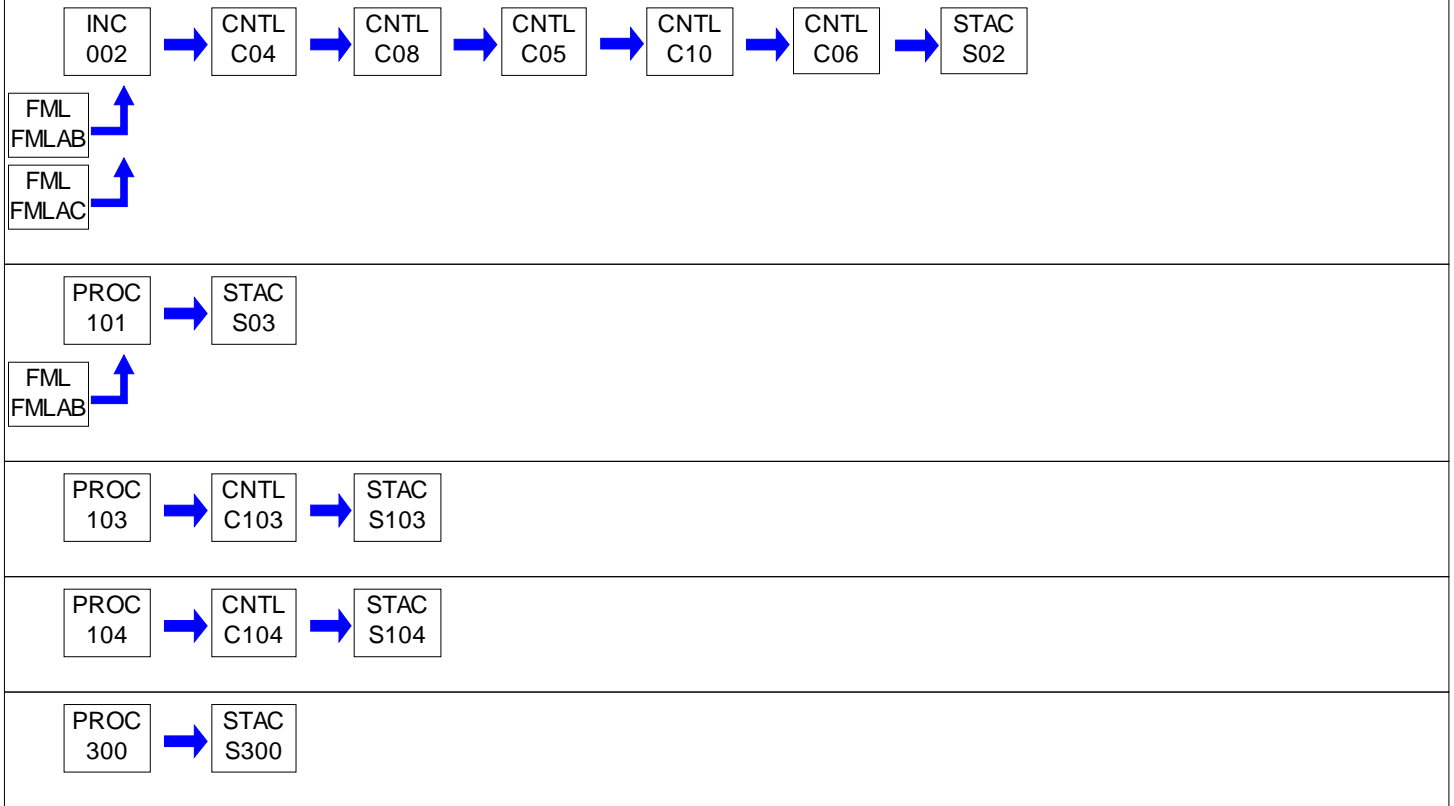 INC
002
CNTL
C04
CNTL
C08
CNTL
C05
CNTL
C10
CNTL
C06
STAC
S02
FML
FMLAB
FML
FMLAC
PROC
101
STAC
S03
FML
FMLAB
PROC
103
CNTL
C103
STAC
S103
PROC
104
CNTL
C104
STAC
S104
PROC
300
STAC
S300